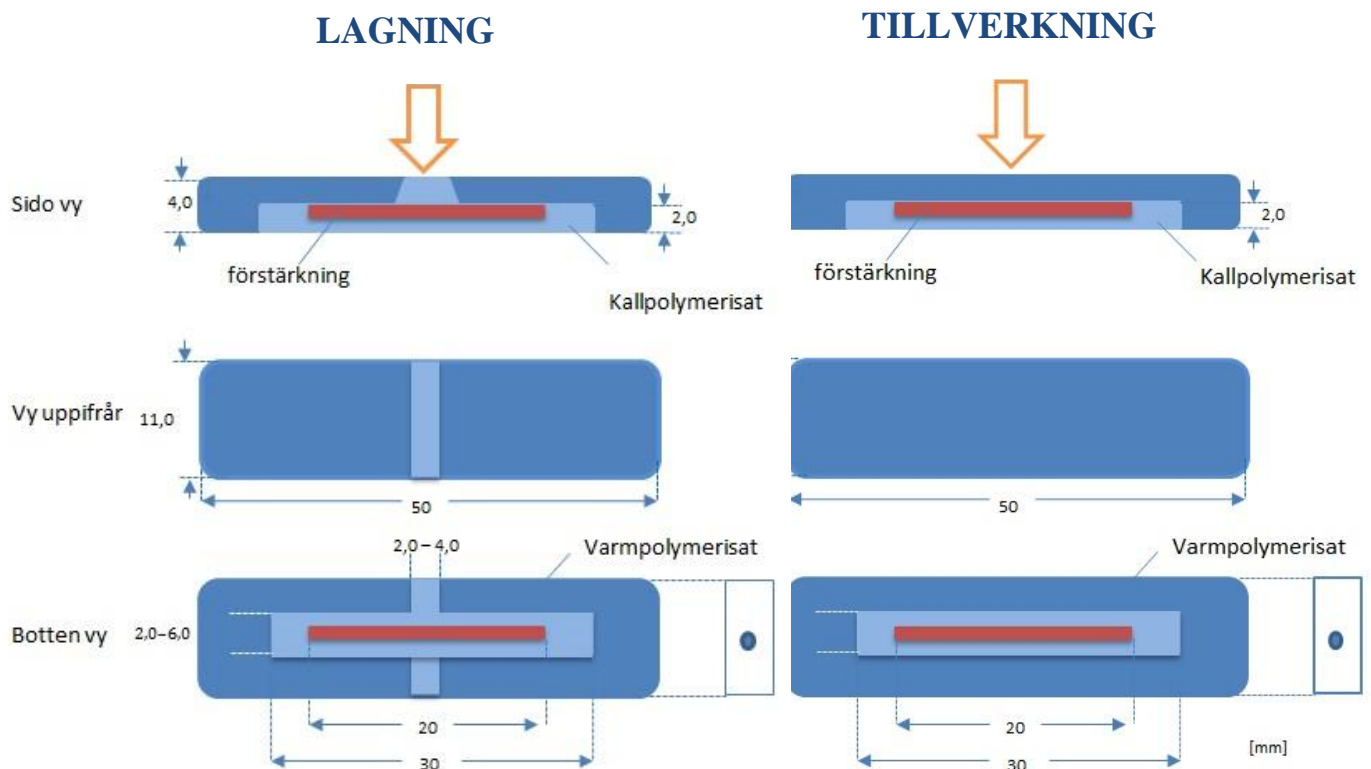 LAGNING
TILLVERKNING
Sido vy
4,0
2,0
2,0
förstärkning
Kallpolymerisat
förstärkning
Kallpolymerisat
Vy uppifrår
11,0
50
50
2,0–4,0
Varmpolymerisat
Varmpolymerisat
Botten vy
2,0–6,0
20
30
20
30
[mm]